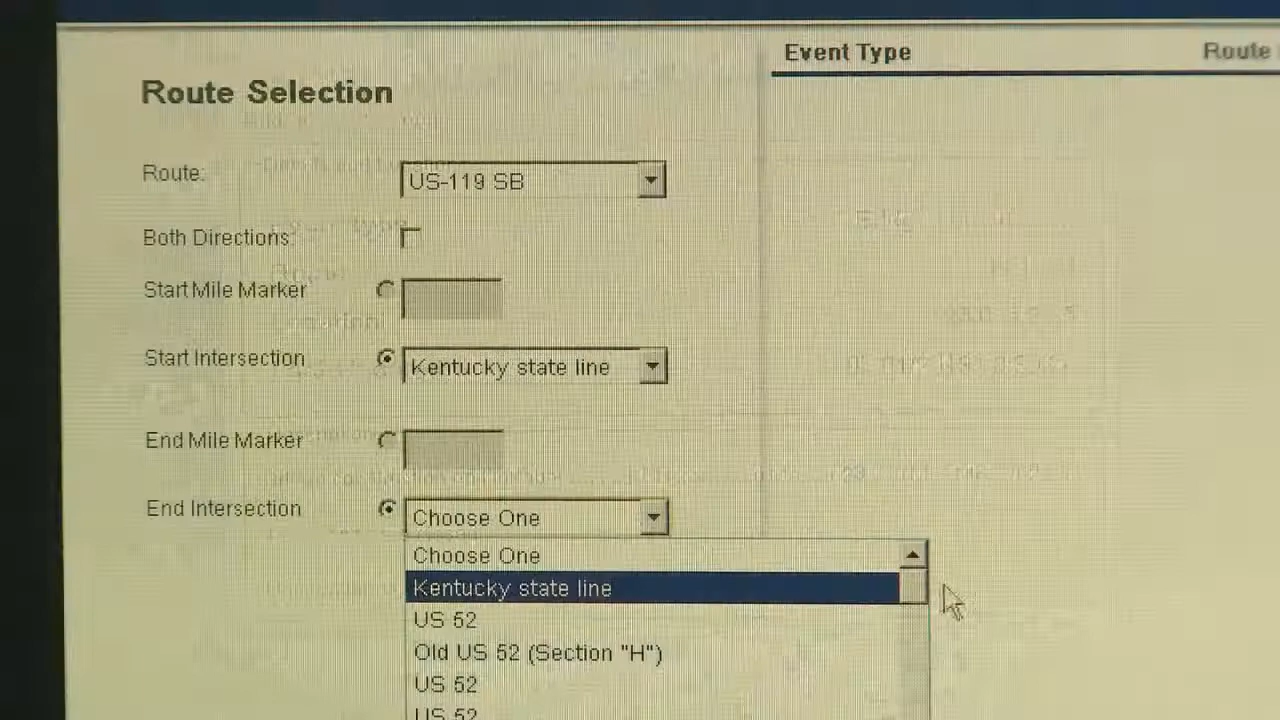 Event Type
Route
Route Selection
Route:
US-119 SB
Both Directions:
Start Mile Marker
Start Intersection
Kentucky state line
End Mile Marker
End Intersection
Choose One
Choose One
Kentucky state line
US 52
Old US 52 (Section "H")
US 52
US 52